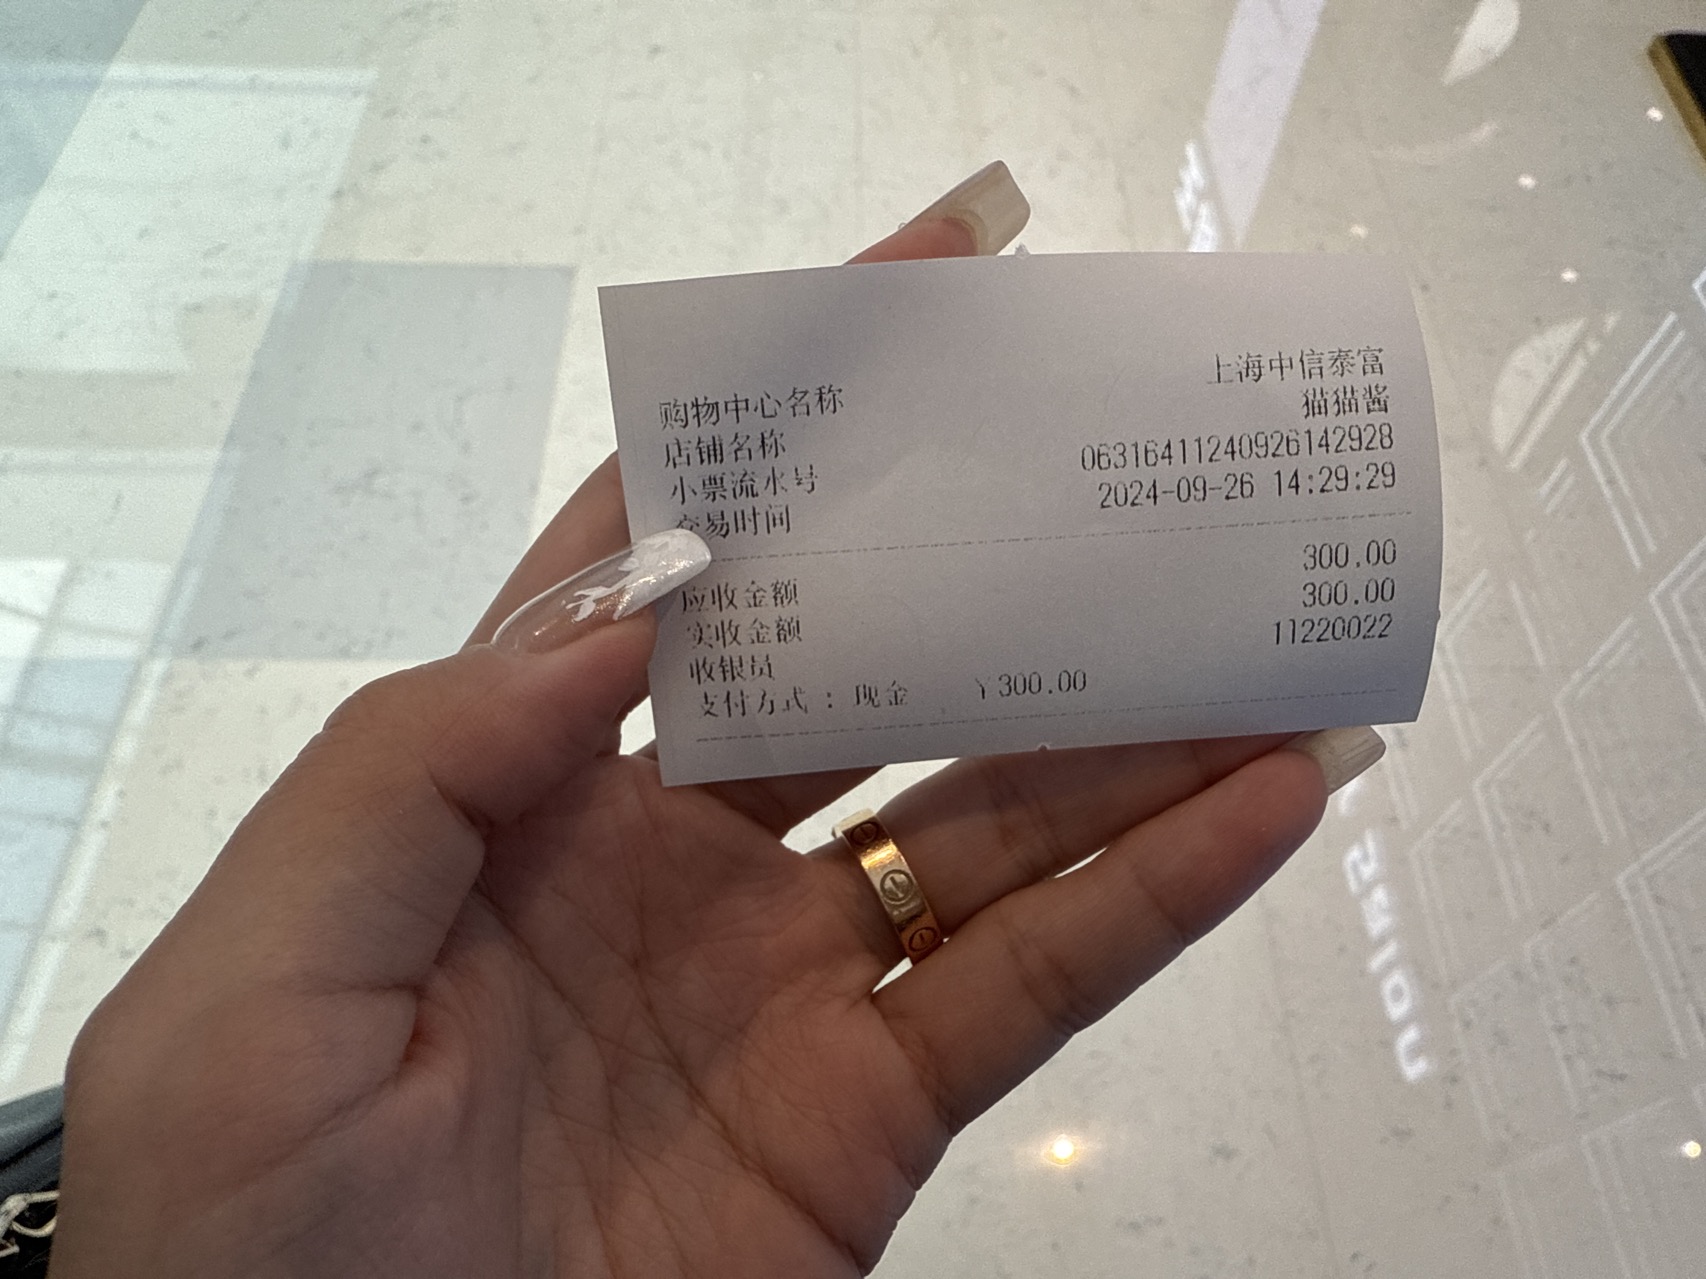 购物中心名称 上海中信泰富
店铺名称 猫猫酱
小票流水号 06316411240926142928
交易时间 2024-09-26 14:29:29
应收金额 300.00
实收金额 300.00
收银员 11220022
支付方式 : 现金 ¥300.00